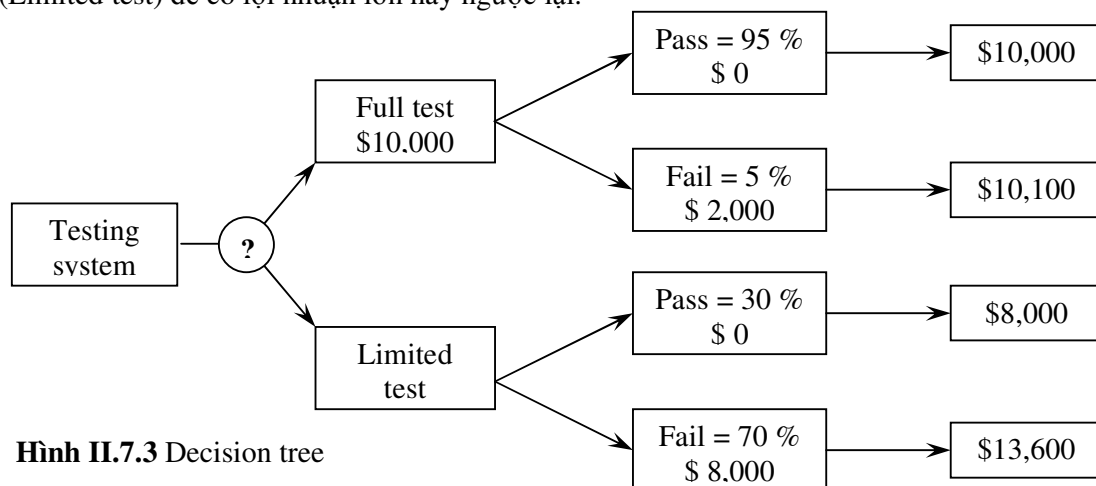 (Limited test) để có lợi nhuận lớn hay ngược lại.
Testing
system
?
Full test
$10,000
Pass = 95 %
$ 0
$10,000
Fail = 5 %
$ 2,000
$10,100
Limited
test
Pass = 30 %
$ 0
$8,000
Fail = 70 %
$ 8,000
$13,600
Hình II.7.3 Decision tree